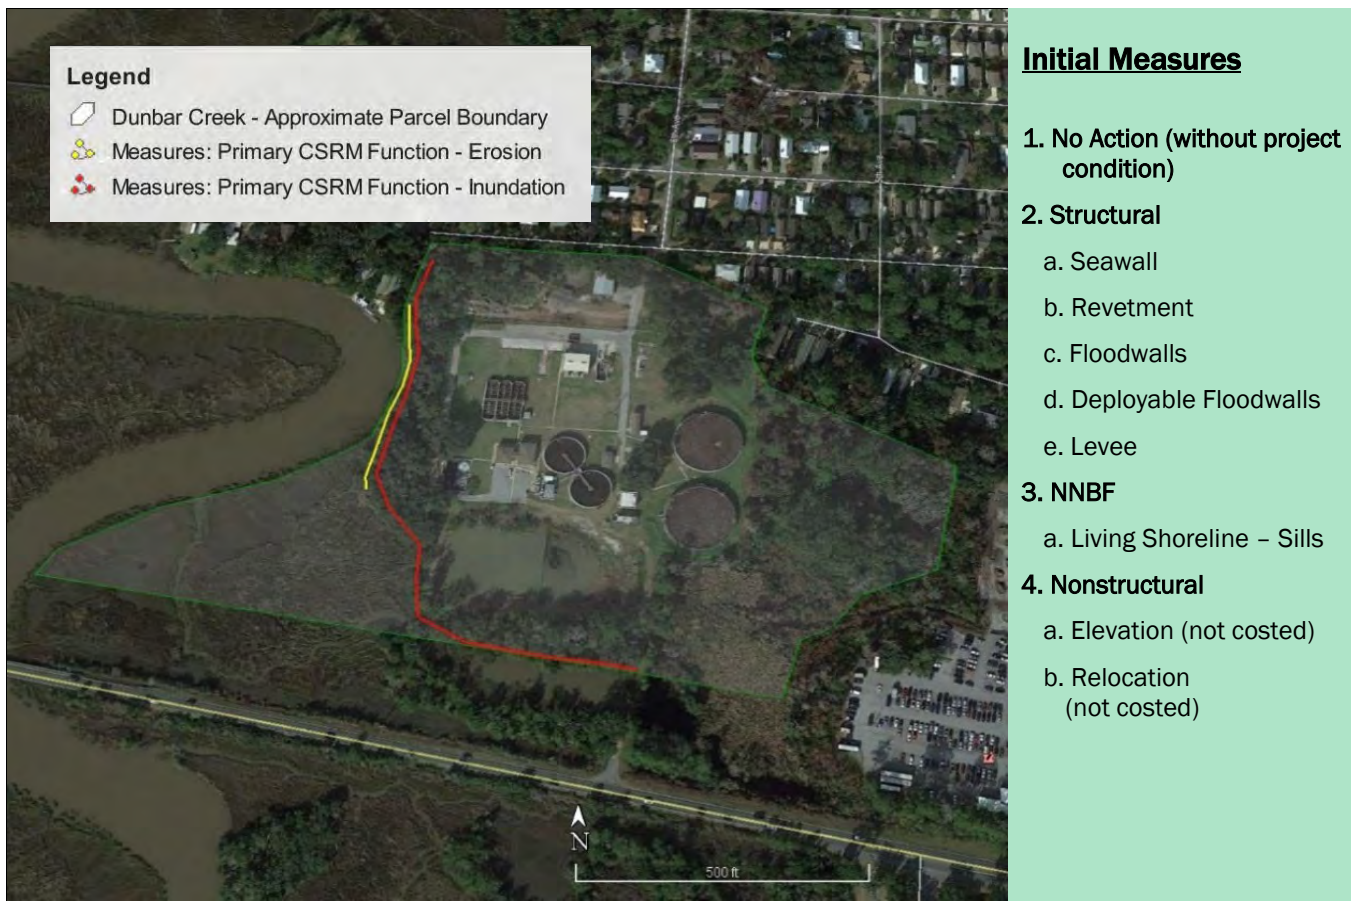 Legend
Dunbar Creek - Approximate Parcel Boundary
Measures: Primary CSRM Function - Erosion
Measures: Primary CSRM Function - Inundation
N
500 ft
Initial Measures
1. No Action (without project
condition)
2. Structural
a. Seawall
b. Revetment
c. Floodwalls
d. Deployable Floodwalls
e. Levee
3. NNBF
a. Living Shoreline – Sills
4. Nonstructural
a. Elevation (not costed)
b. Relocation
(not costed)